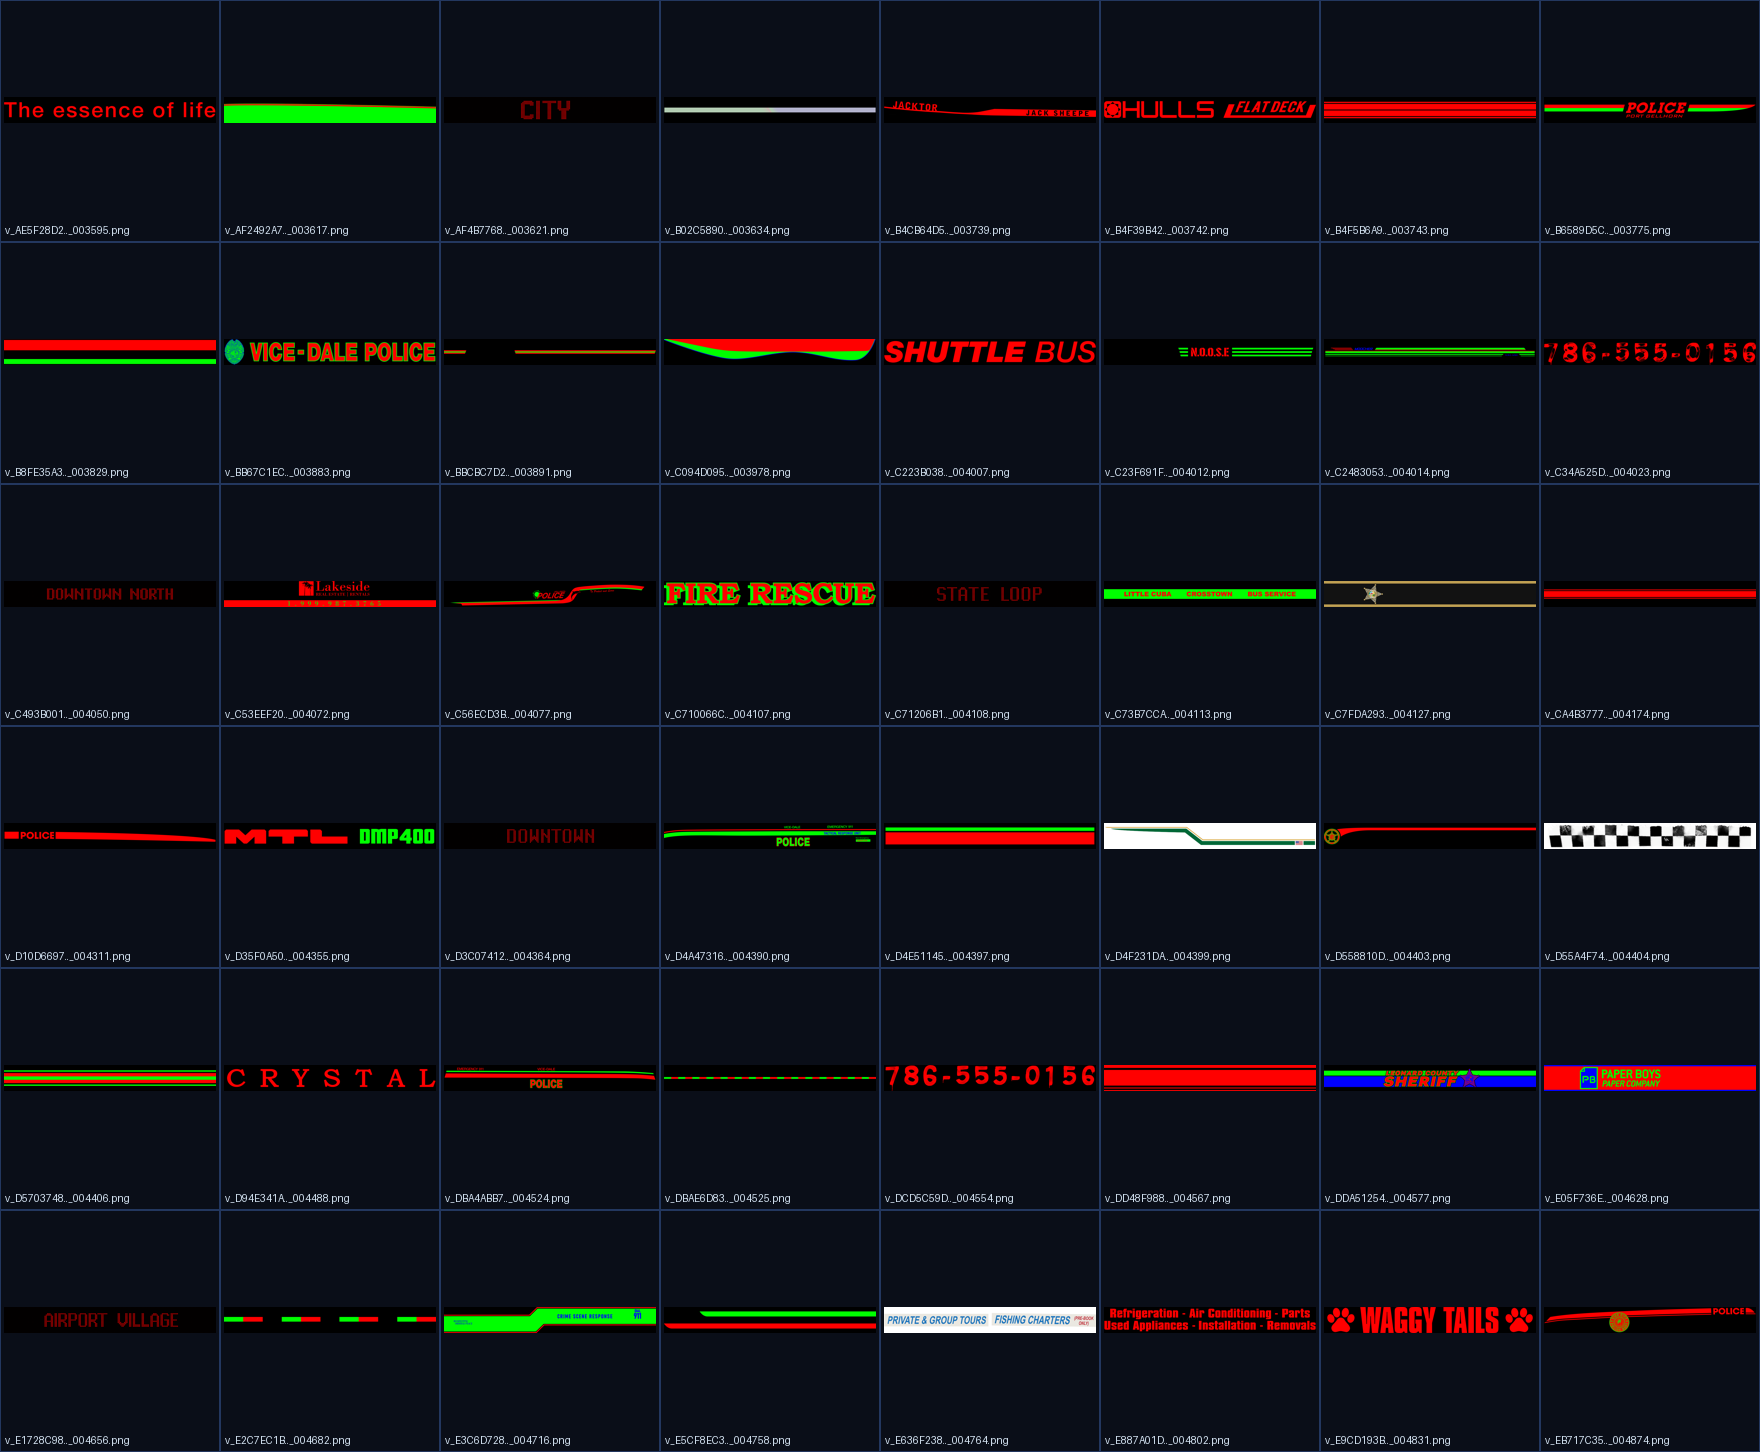 The essence of life
CITY
JACKTOR
JACK SHEEPE
HULLS FLATDECK
POLICE
PORT GELLHORN
v_AE5F28D2.._003595.png
v_AF2492A7.._003617.png
v_AF4B7768.._003621.png
v_B02C5890.._003634.png
v_B4CB64D5.._003739.png
v_B4F39B42.._003742.png
v_B4F5B6A9.._003743.png
v_B6589D5C.._003775.png
VICE-DALE POLICE
SHUTTLE BUS
N.O.O.S.E
786-555-0156
v_B8FE35A3.._003829.png
v_BB67C1EC.._003883.png
v_BBCBC7D2.._003891.png
v_C094D095.._003978.png
v_C223B038.._004007.png
v_C23F691F.._004012.png
v_C2483053.._004014.png
v_C34A525D.._004023.png
DOWNTOWN NORTH
Lakeside
POLICE
FIRE RESCUE
STATE LOOP
LITTLE CUBA CROSSTOWN BUS SERVICE
v_C493B001.._004050.png
v_C53EEF20.._004072.png
v_C56ECD3B.._004077.png
v_C710066C.._004107.png
v_C71206B1.._004108.png
v_C73B7CCA.._004113.png
v_C7FDA293.._004127.png
v_CA4B3777.._004174.png
POLICE
MTL DMP400
DOWNTOWN
POLICE
v_D10D6697.._004311.png
v_D35F0A50.._004355.png
v_D3C07412.._004364.png
v_D4A47316.._004390.png
v_D4E51145.._004397.png
v_D4F231DA.._004399.png
v_D558810D.._004403.png
v_D55A4F74.._004404.png
CRYSTAL
POLICE
786-555-0156
SHERIFF
PB PAPER BOYS
PAPER COMPANY
v_D5703748.._004406.png
v_D94E341A.._004488.png
v_DBA4ABB7.._004524.png
v_DBAE6D83.._004525.png
v_DCD5C59D.._004554.png
v_DD48F988.._004567.png
v_DDA51254.._004577.png
v_E05F736E.._004628.png
AIRPORT VILLAGE
CRIME SCENE RESPONSE
911
PRIVATE & GROUP TOURS FISHING CHARTERS (PRE-BOOK ONLY)
Refrigeration - Air Conditioning - Parts
Used Appliances - Installation - Removals
WAGGY TAILS
POLICE
v_E1728C98.._004656.png
v_E2C7EC1B.._004682.png
v_E3C6D728.._004716.png
v_E5CF8EC3.._004758.png
v_E636F238.._004764.png
v_E887A01D.._004802.png
v_E9CD193B.._004831.png
v_EB717C35.._004874.png